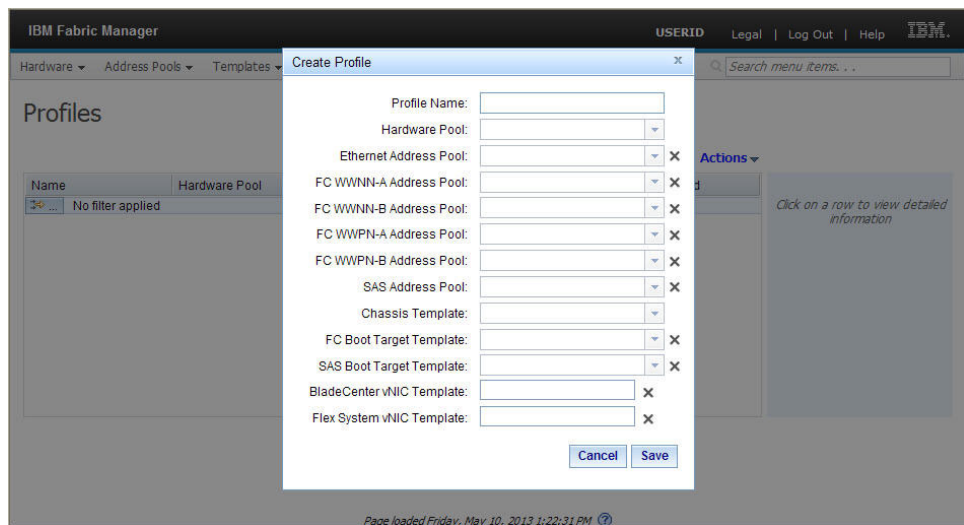 IBM Fabric Manager
USERID Legal | Log Out | Help IBM.
Hardware Address Pools Templates
Search menu items. . .
Profiles
Actions
Name Hardware Pool
... No filter applied
Click on a row to view detailed
information
Create Profile x
Profile Name:
Hardware Pool:
Ethernet Address Pool:
FC WWNN-A Address Pool:
FC WWNN-B Address Pool:
FC WWPN-A Address Pool:
FC WWPN-B Address Pool:
SAS Address Pool:
Chassis Template:
FC Boot Target Template:
SAS Boot Target Template:
BladeCenter vNIC Template:
Flex System vNIC Template:
Cancel Save
Page loaded Friday, May 10, 2013 1:22:31 PM ?